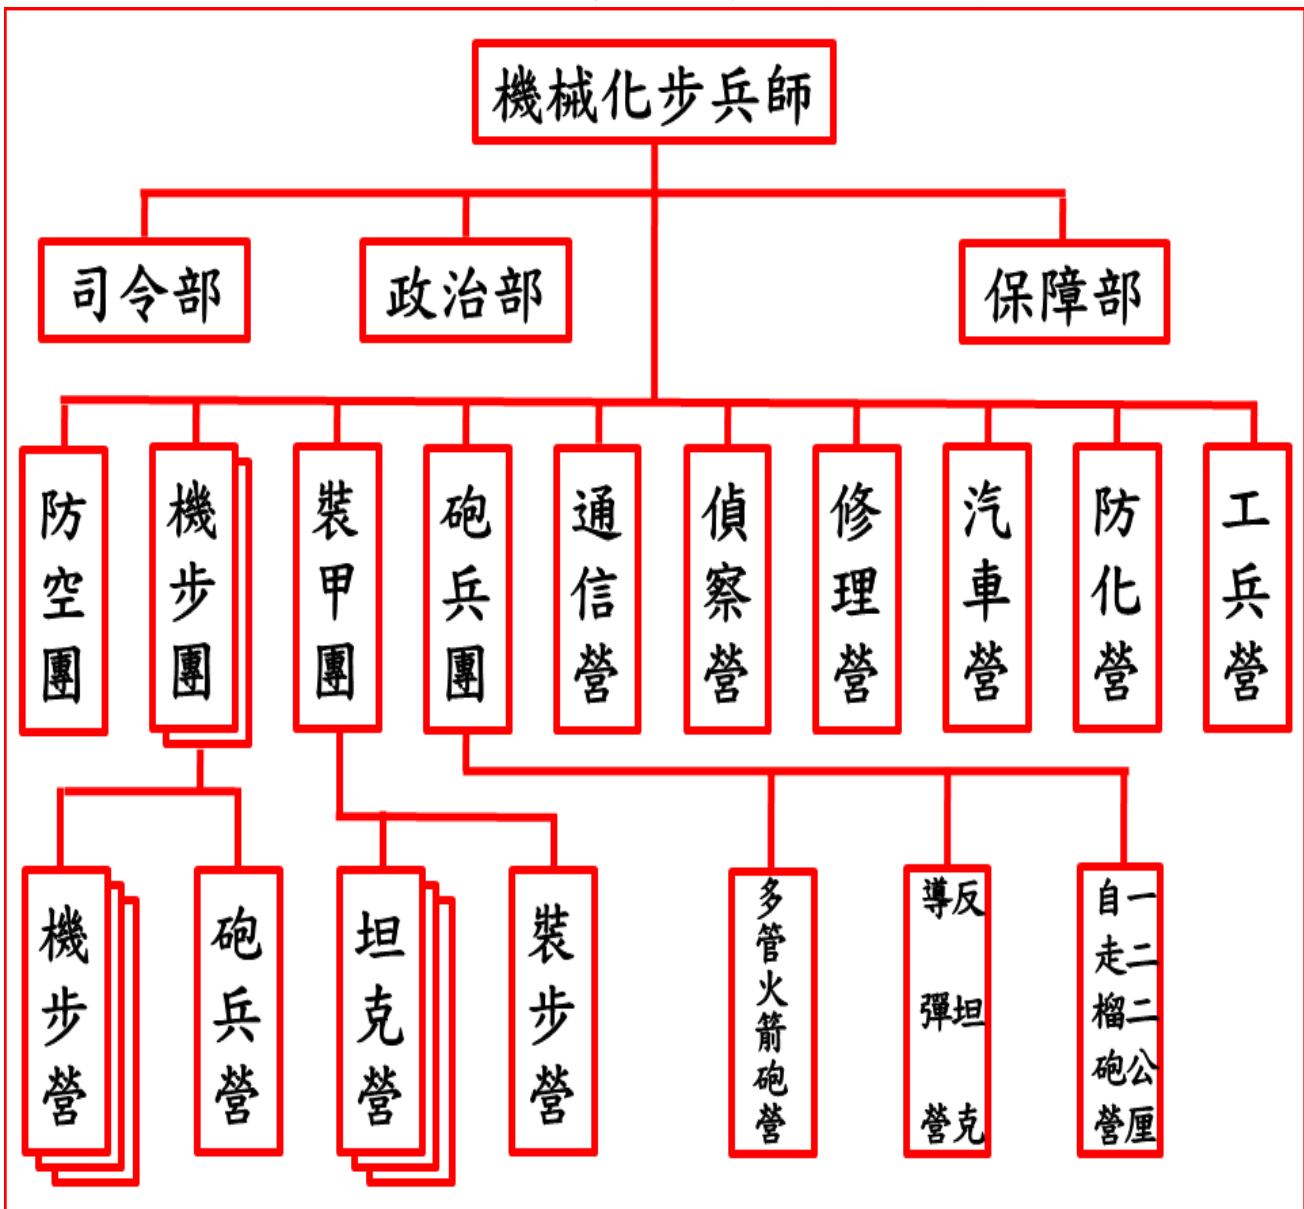 機械化步兵師
司令部
政治部
保障部
防空團
機步團
裝甲團
砲兵團
通信營
偵察營
修理營
汽車營
防化營
工兵營
機步營
砲兵營
坦克營
裝步營
多管火箭砲營
反坦克
導彈營
一二二公厘
自走榴砲營